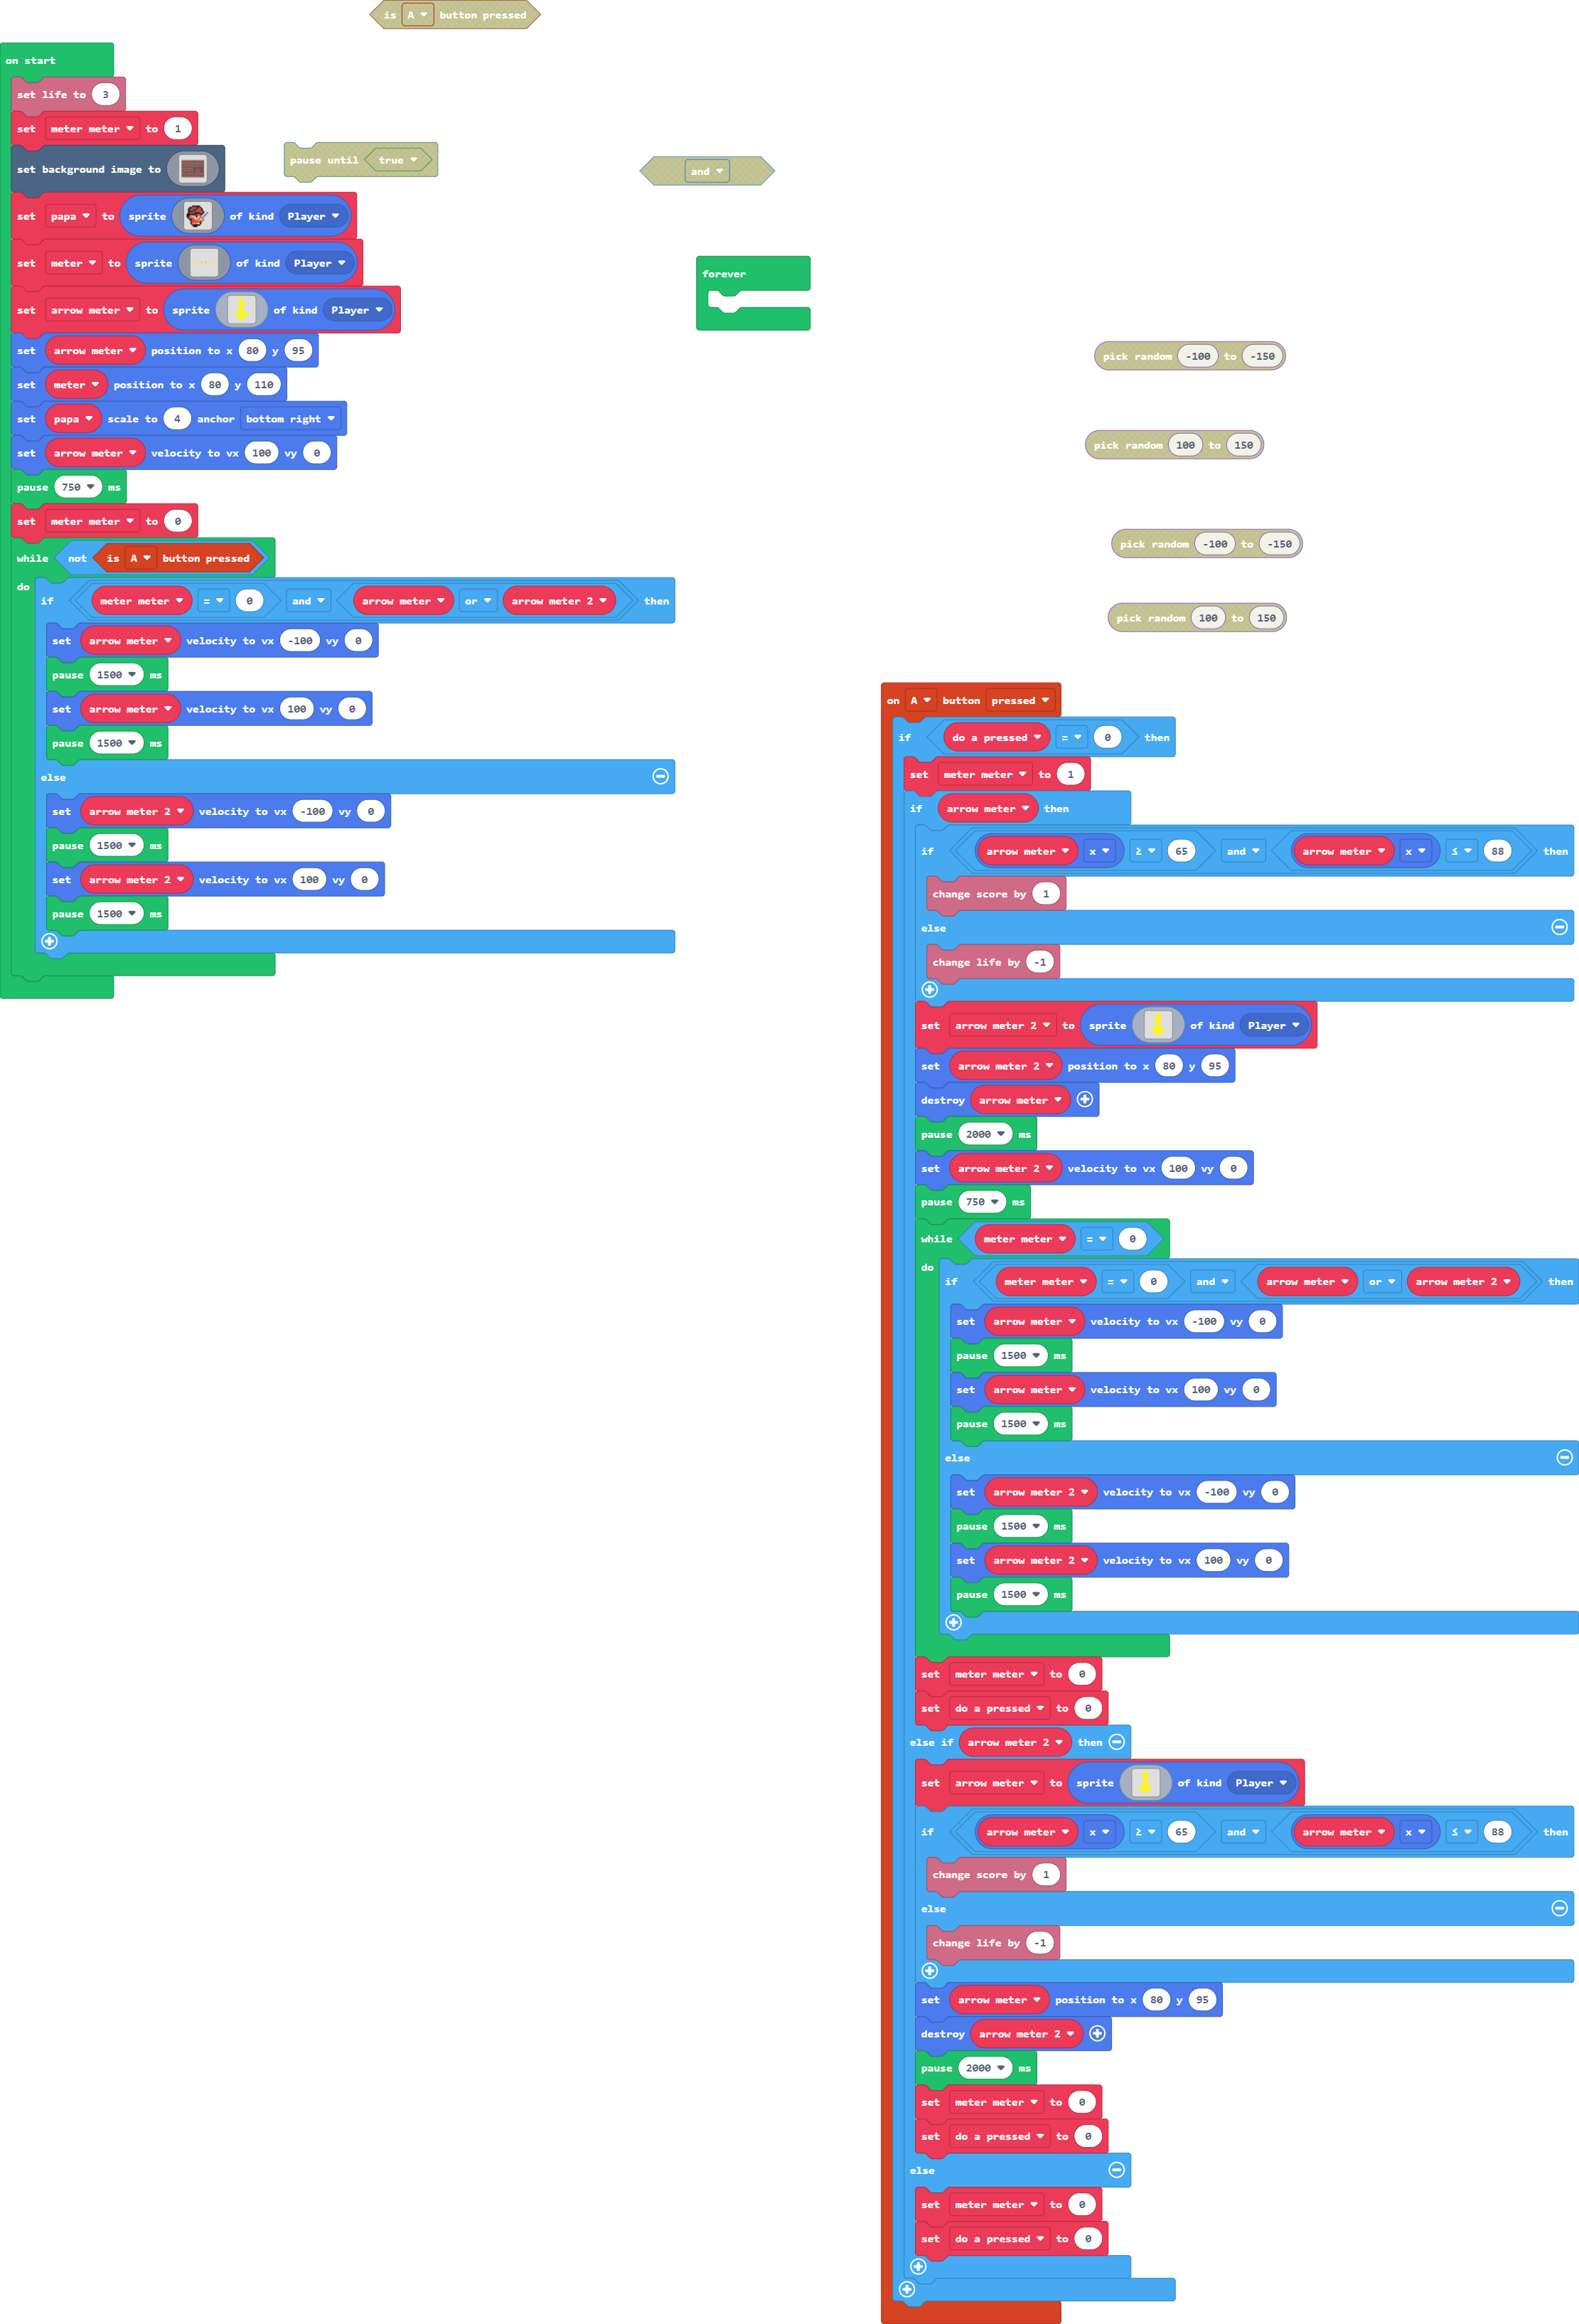 is A button pressed
on start
set life to 3
set meter meter to 1
set background image to
set papa to sprite of kind Player
set meter to sprite of kind Player
set arrow meter to sprite of kind Player
set arrow meter position to x 80 y 95
set meter position to x 80 y 110
set papa scale to 4 anchor bottom right
set arrow meter velocity to vx 100 vy 0
pause 750 ms
set meter meter to 0
while not is A button pressed
do
if meter meter = 0 and arrow meter or arrow meter 2 then
set arrow meter velocity to vx -100 vy 0
pause 1500 ms
set arrow meter velocity to vx 100 vy 0
pause 1500 ms
else
set arrow meter 2 velocity to vx -100 vy 0
pause 1500 ms
set arrow meter 2 velocity to vx 100 vy 0
pause 1500 ms
pause until true
and
forever
pick random -100 to -150
pick random 100 to 150
pick random -100 to -150
pick random 100 to 150
on A button pressed
if do a pressed = 0 then
set meter meter to 1
if arrow meter then
if arrow meter x ≥ 65 and arrow meter x ≤ 88 then
change score by 1
else
change life by -1
set arrow meter 2 to sprite of kind Player
set arrow meter 2 position to x 80 y 95
destroy arrow meter
pause 2000 ms
set arrow meter 2 velocity to vx 100 vy 0
pause 750 ms
while meter meter = 0
do
if meter meter = 0 and arrow meter or arrow meter 2 then
set arrow meter velocity to vx -100 vy 0
pause 1500 ms
set arrow meter velocity to vx 100 vy 0
pause 1500 ms
else
set arrow meter 2 velocity to vx -100 vy 0
pause 1500 ms
set arrow meter 2 velocity to vx 100 vy 0
pause 1500 ms
set meter meter to 0
set do a pressed to 0
else if arrow meter 2 then
set arrow meter to sprite of kind Player
if arrow meter x ≥ 65 and arrow meter x ≤ 88 then
change score by 1
else
change life by -1
set arrow meter position to x 80 y 95
destroy arrow meter 2
pause 2000 ms
set meter meter to 0
set do a pressed to 0
else
set meter meter to 0
set do a pressed to 0